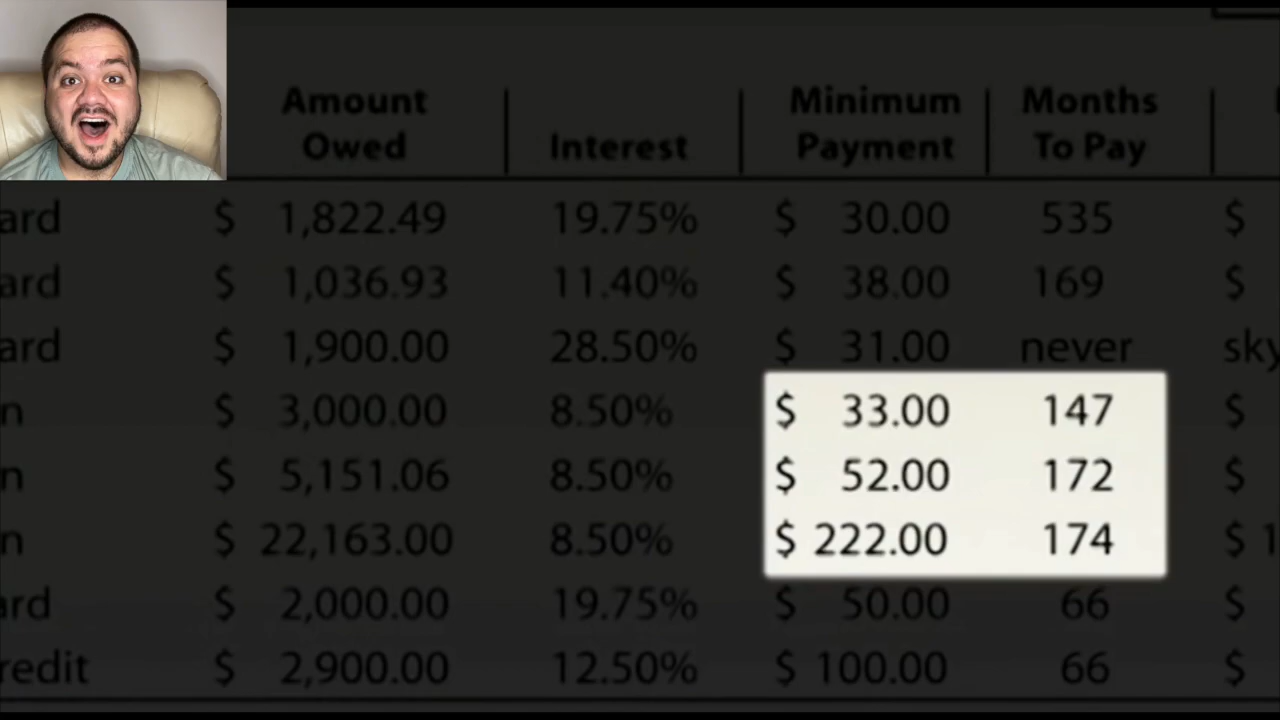 Amount Owed Interest Minimum Payment Months To Pay
ard $ 1,822.49 19.75% $ 30.00 535 $
ard $ 1,036.93 11.40% $ 38.00 169 $
ard $ 1,900.00 28.50% $ 31.00 never sky
n $ 3,000.00 8.50% $ 33.00 147 $
n $ 5,151.06 8.50% $ 52.00 172 $
n $ 22,163.00 8.50% $ 222.00 174 $ 1
ard $ 2,000.00 19.75% $ 50.00 66 $
redit $ 2,900.00 12.50% $ 100.00 66 $